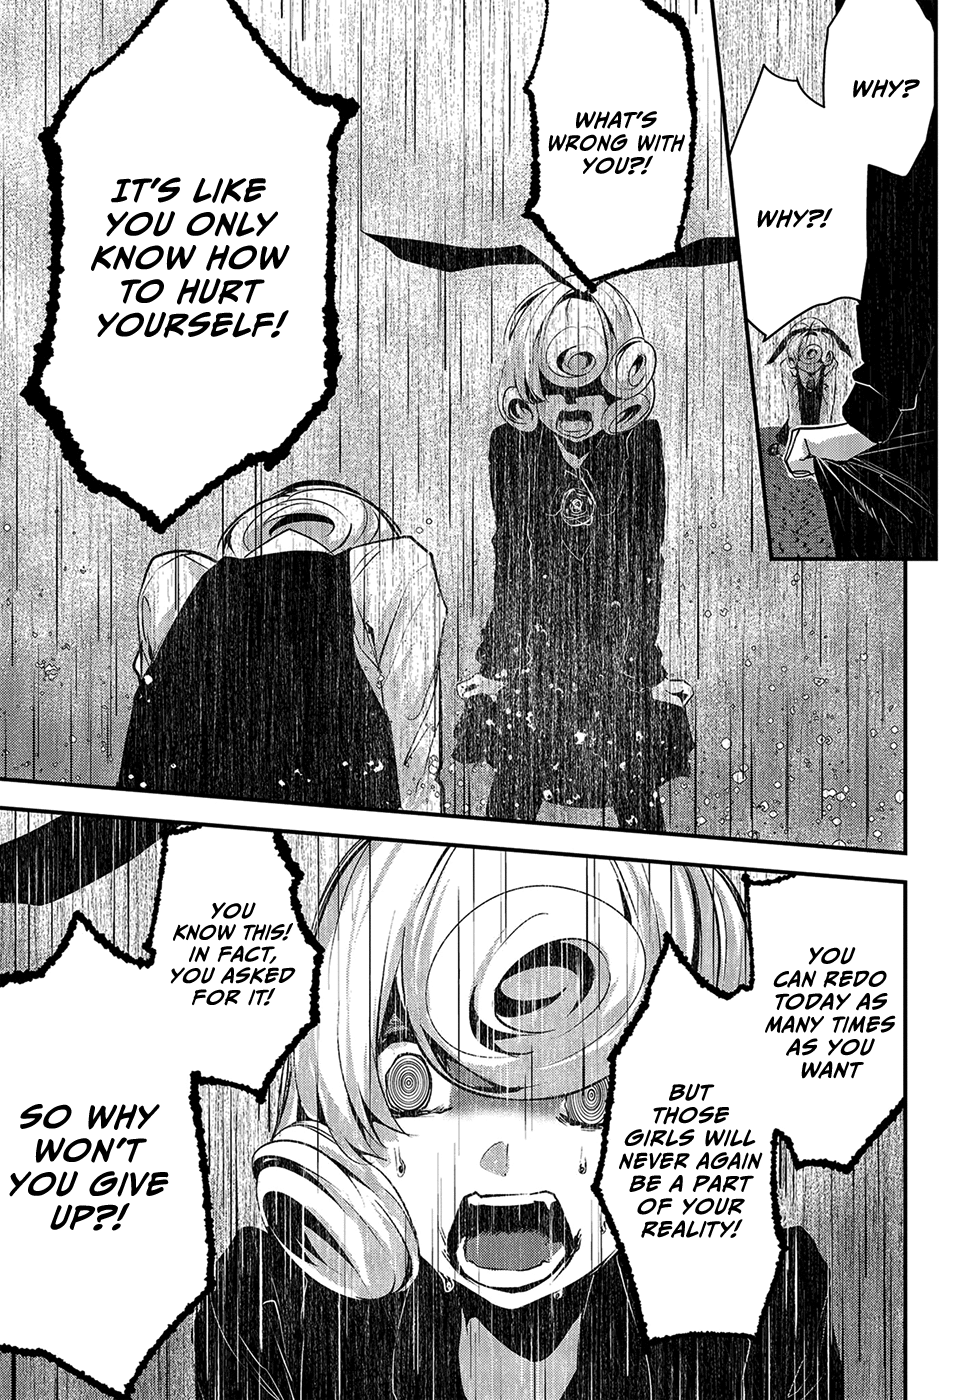 WHY?
WHY?!
WHAT'S
WRONG WITH
YOU?!
IT'S LIKE
YOU ONLY
KNOW HOW
TO HURT
YOURSELF!
YOU
CAN REDO
TODAY AS
MANY TIMES
AS YOU
WANT
BUT
THOSE
GIRLS WILL
NEVER AGAIN
BE A PART
OF YOUR
REALITY!
YOU
KNOW THIS!
IN FACT,
YOU ASKED
FOR IT!
SO WHY
WON'T
YOU GIVE
UP?!